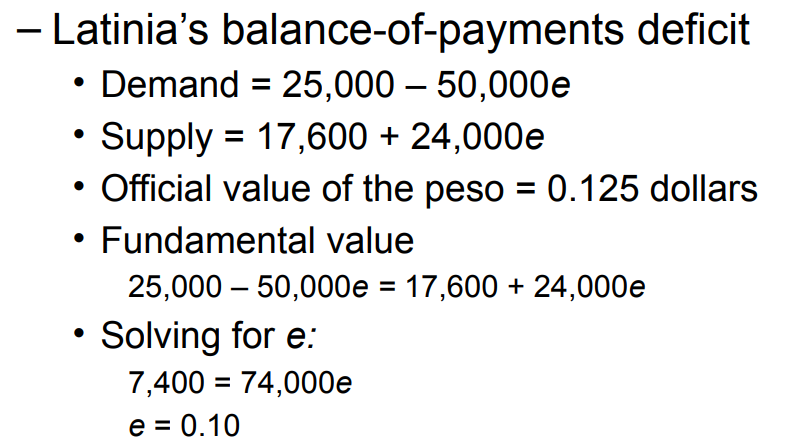 – Latinia's balance-of-payments deficit
• Demand = 25,000 – 50,000e
• Supply = 17,600 + 24,000e
• Official value of the peso = 0.125 dollars
• Fundamental value
25,000 – 50,000e = 17,600 + 24,000e
• Solving for e:
7,400 = 74,000e
e = 0.10